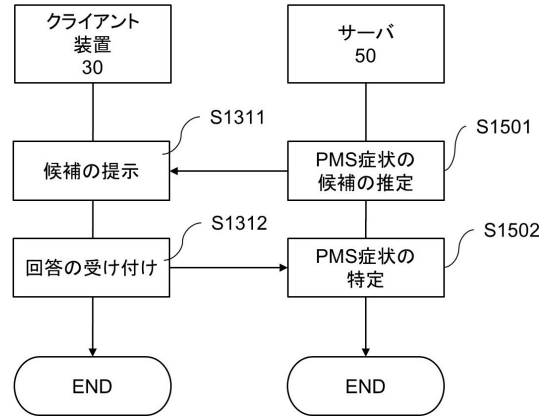 クライアント
装置
30
サーバ
50
S1311
S1501
候補の提示
PMS症状の
候補の推定
S1312
S1502
回答の受け付け
PMS症状の
特定
END
END